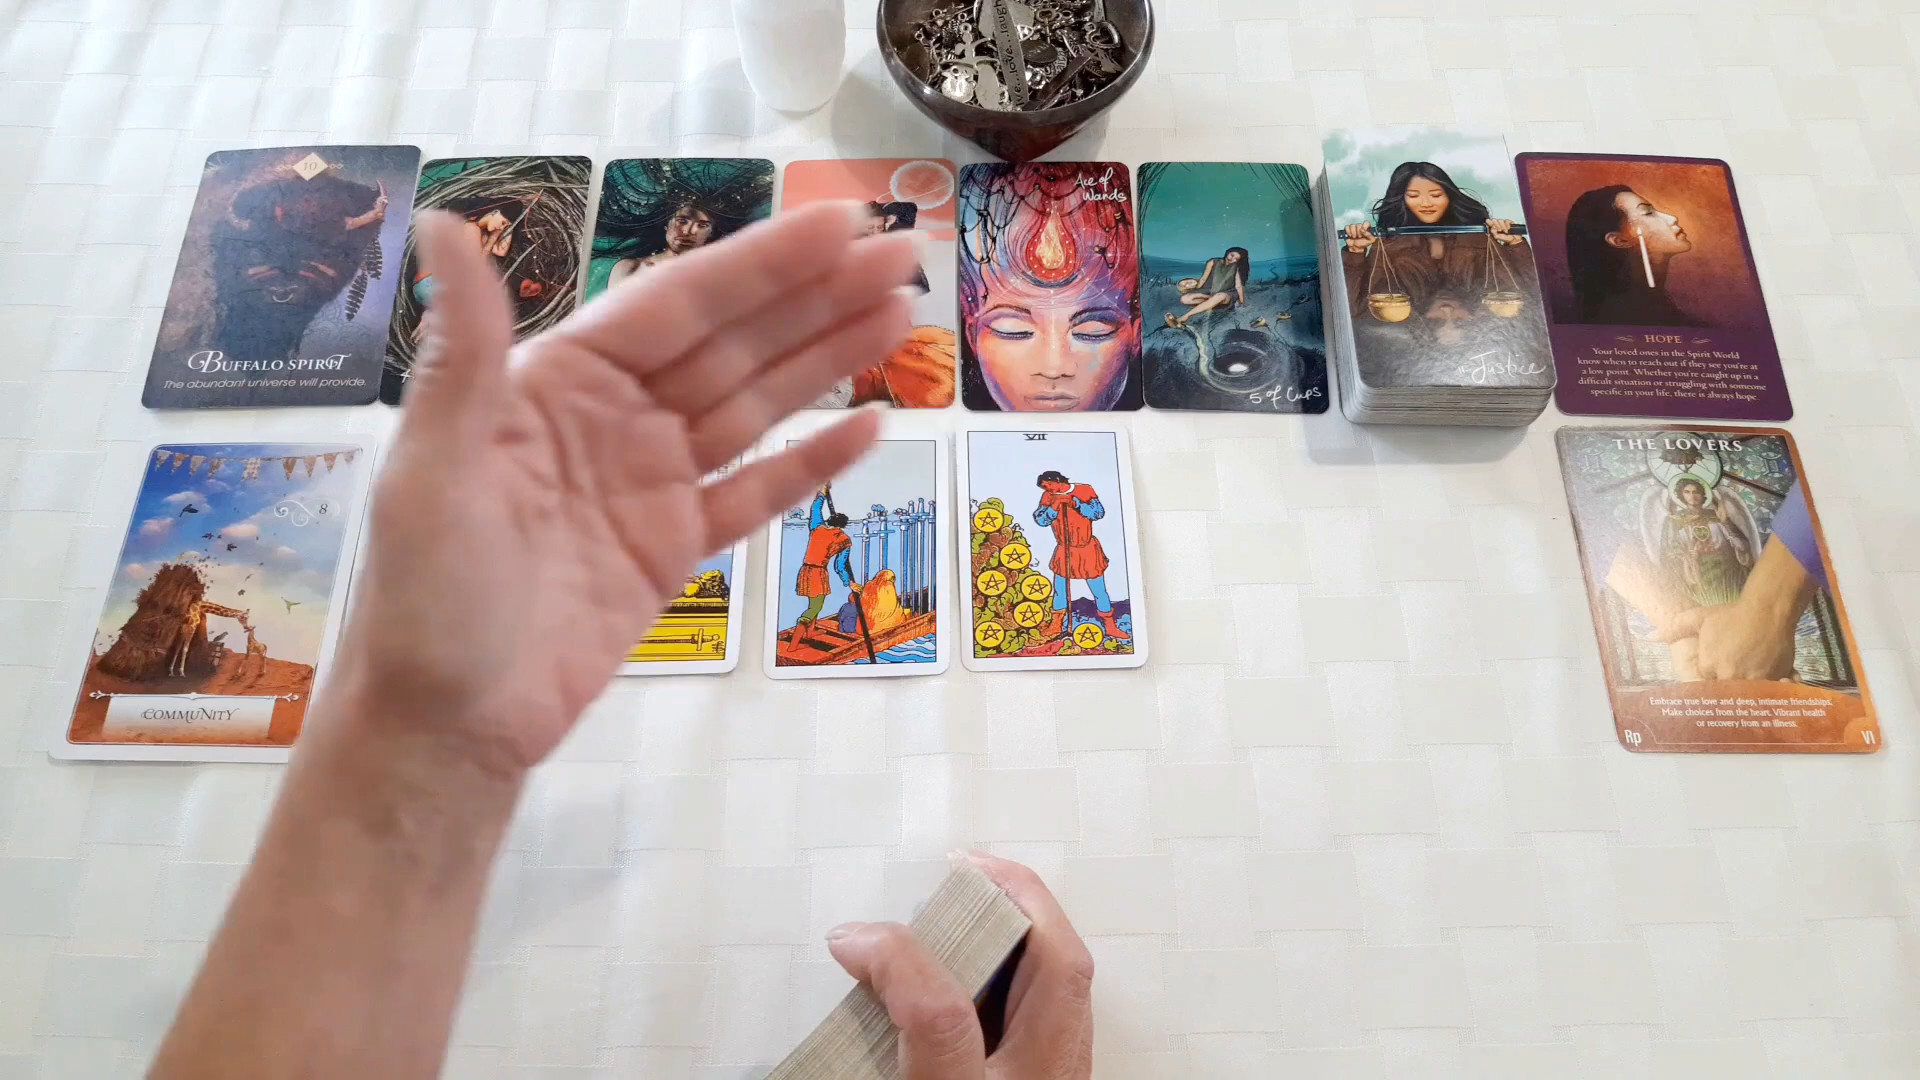 ve...love...laugh
10
BUFFALO SPIRIT
The abundant universe will provide.
Ace of
Wands
5 of Cups
11 Justice
HOPE
Your loved ones in the Spirit World
know when to reach out if they see you're at
a low point. Whether you're caught up in a
difficult situation or struggling with someone
specific in your life, there is always hope.
8
COMMUNITY
VII
THE LOVERS
Embrace true love and deep, intimate friendships.
Make choices from the heart. Vibrant health
or recovery from an illness.
Rp
VI